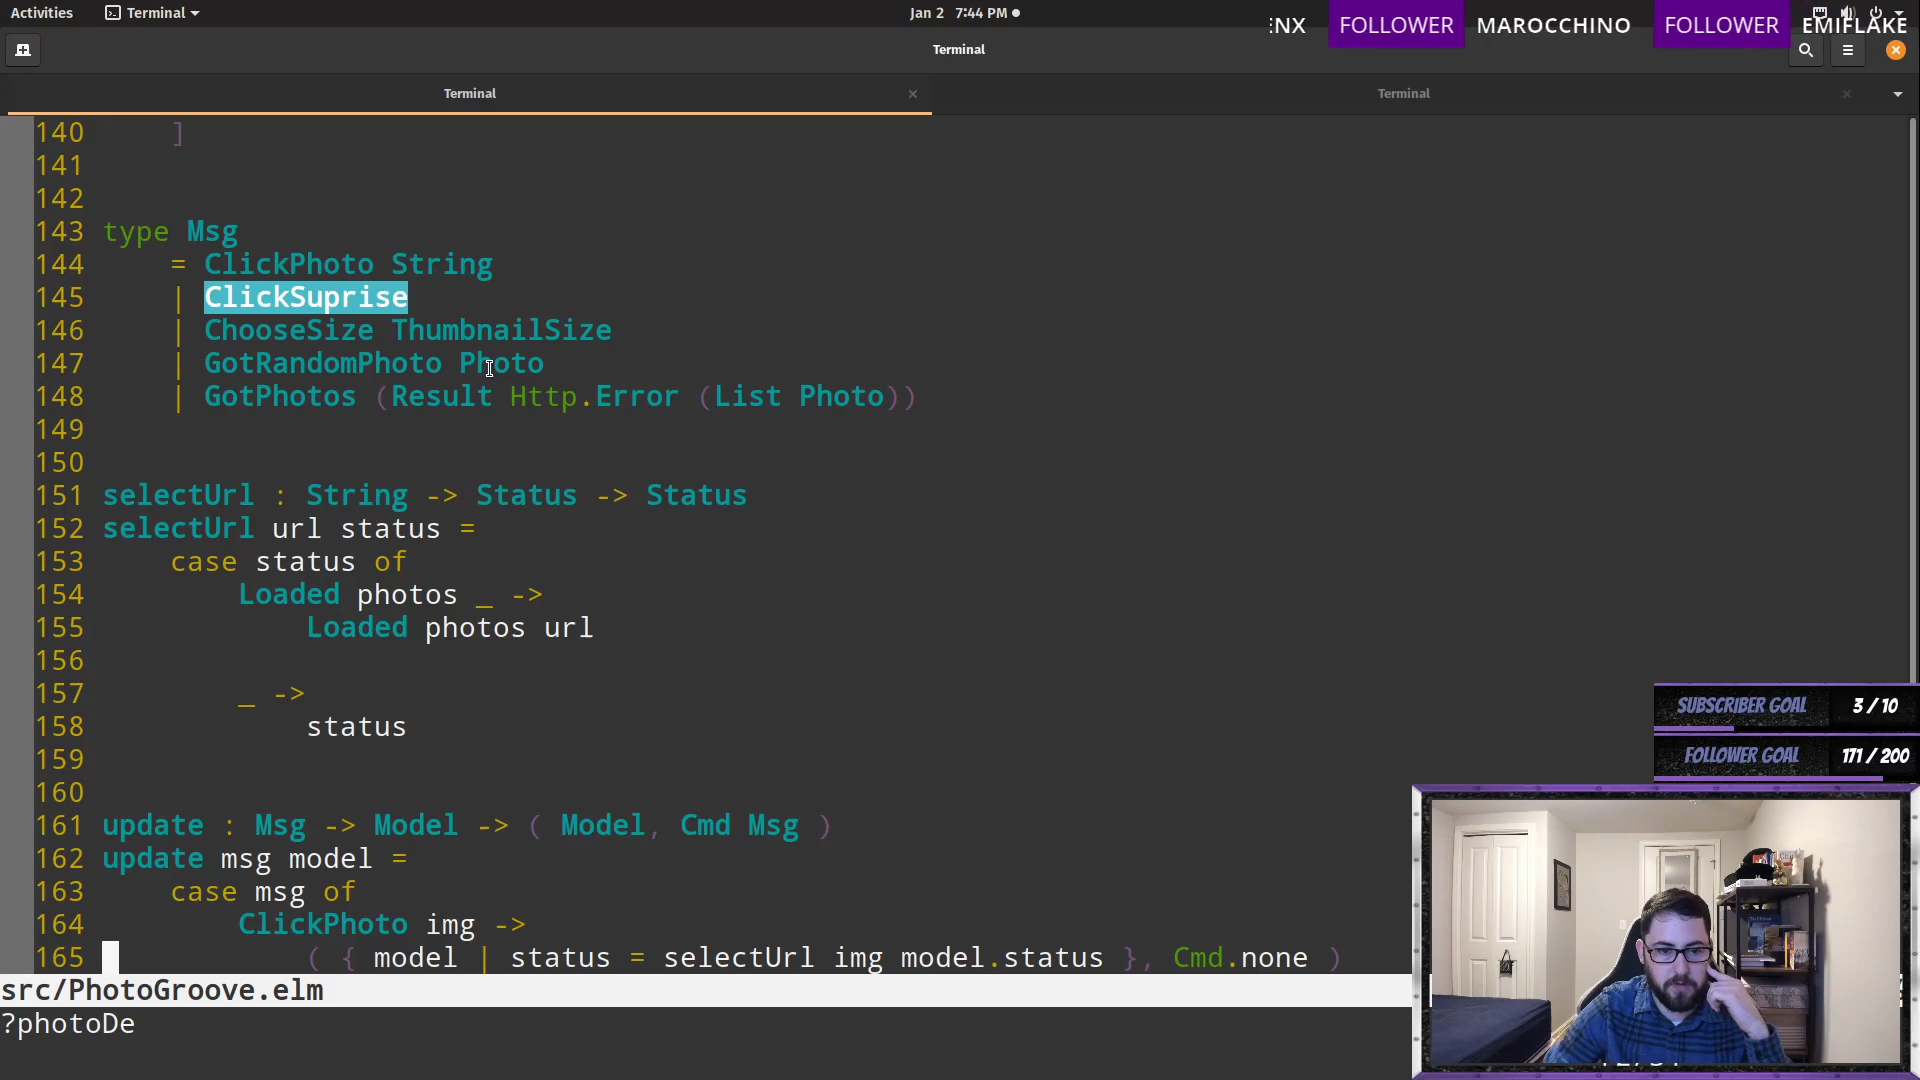 Activities
Terminal
Jan 2 7:44 PM
NX FOLLOWER MAROCCHINO FOLLOWER EMIFLAKE
Terminal
Terminal
Terminal
140 ]
141
142
143 type Msg
144 = ClickPhoto String
145 | ClickSuprise
146 | ChooseSize ThumbnailSize
147 | GotRandomPhoto Photo
148 | GotPhotos (Result Http.Error (List Photo))
149
150
151 selectUrl : String -> Status -> Status
152 selectUrl url status =
153 case status of
154 Loaded photos _ ->
155 Loaded photos url
156
157 _ ->
158 status
159
160
161 update : Msg -> Model -> ( Model, Cmd Msg )
162 update msg model =
163 case msg of
164 ClickPhoto img ->
165 ( { model | status = selectUrl img model.status }, Cmd.none )
src/PhotoGroove.elm
?photoDe
SUBSCRIBER GOAL 3 / 10
FOLLOWER GOAL 171 / 200